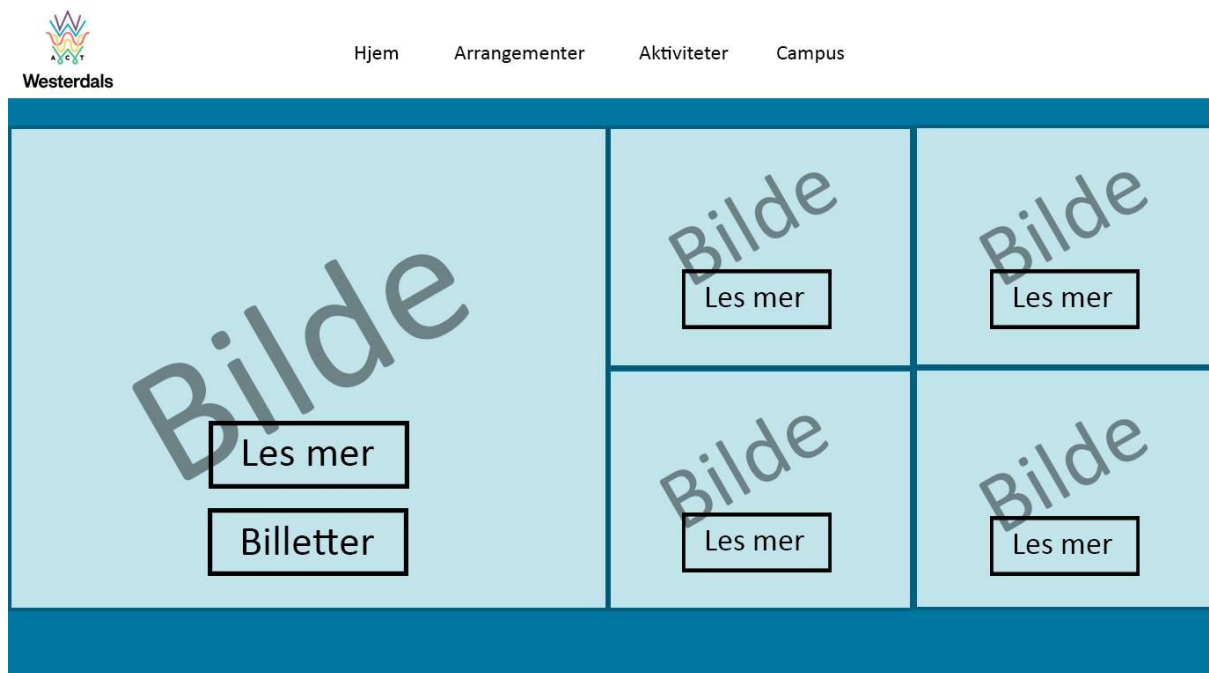 A C T
Westerdals
Hjem Arrangementer Aktiviteter Campus
Bilde
Les mer
Billetter
Bilde
Les mer
Bilde
Les mer
Bilde
Les mer
Bilde
Les mer